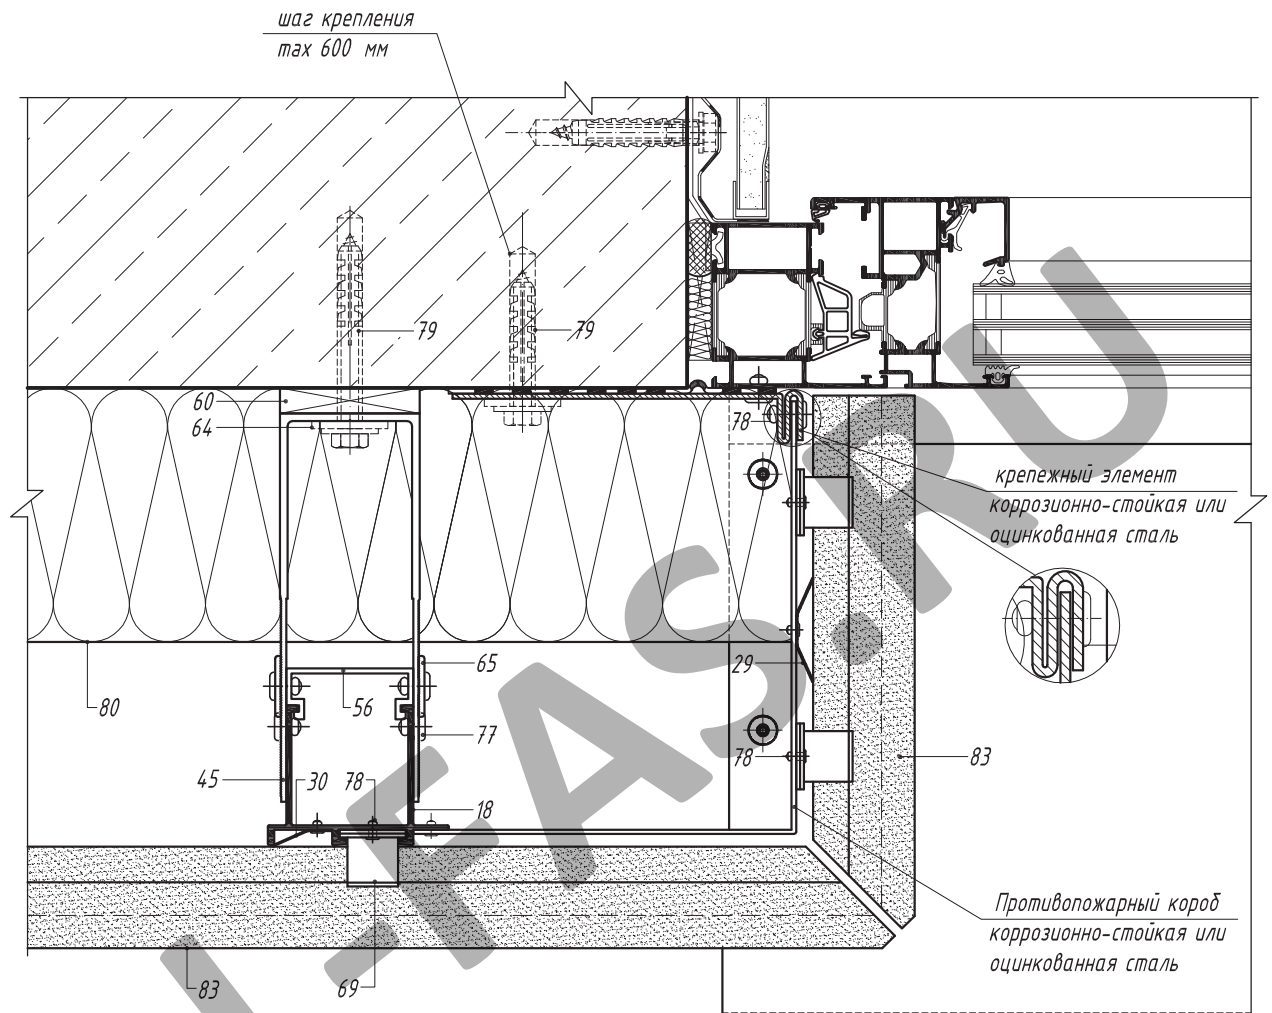 шаг крепления
max 600 мм
79
79
60
64
78
крепежный элемент
коррозионно-стойкая или
оцинкованная сталь
65
29
80
56
77
78
83
45
30
78
18
Противопожарный короб
коррозионно-стойкая или
оцинкованная сталь
83
69
-FAS.RU